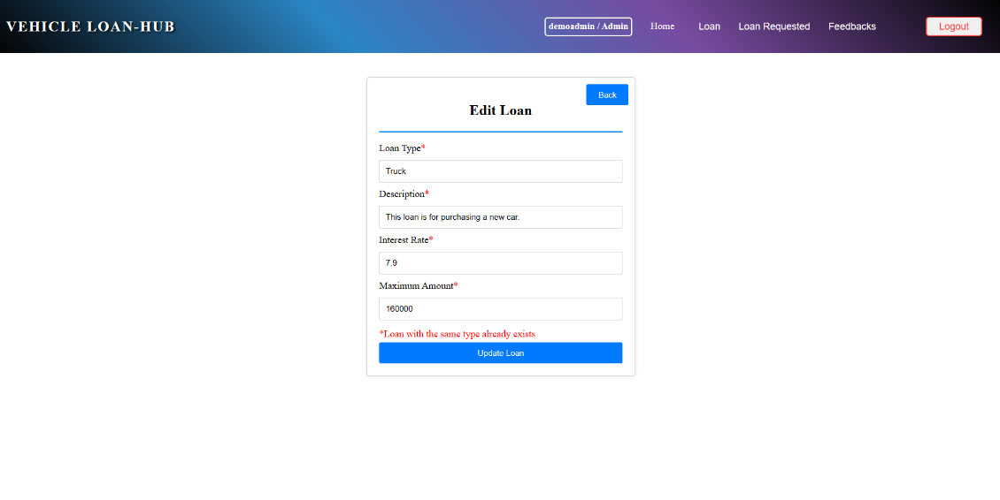 VEHICLE LOAN-HUB
demoadmin / Admin Home Loan Loan Requested Feedbacks Logout
Back
Edit Loan
Loan Type*
Truck
Description*
This loan is for purchasing a new car.
Interest Rate*
7.9
Maximum Amount*
160000
*Loan with the same type already exists
Update Loan